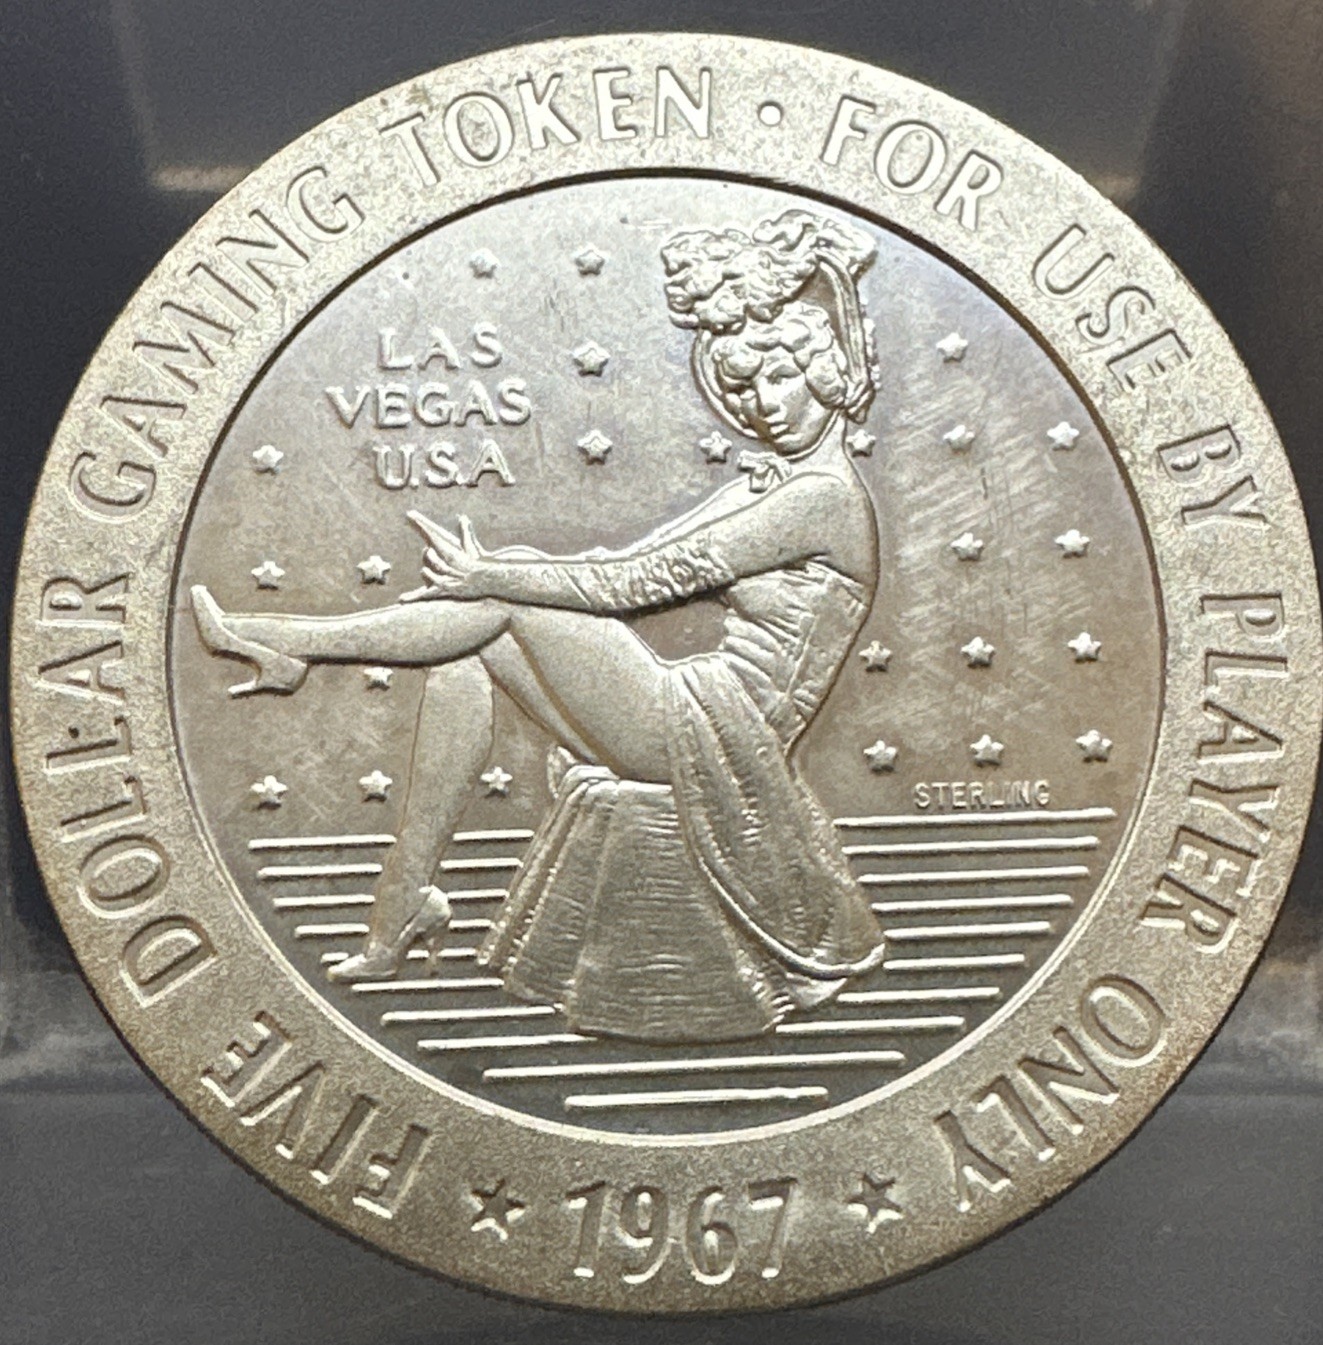 FIVE DOLLAR GAMING TOKEN · FOR USE BY PLAYER ONLY
LAS
VEGAS
U.S.A
STERLING
★ 1967 ★